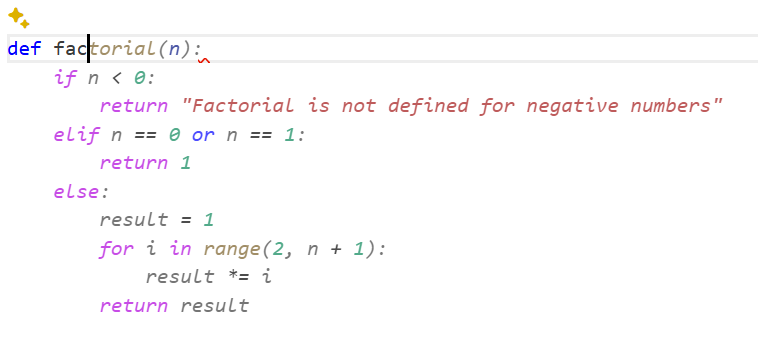 def factorial(n):
    if n < 0:
        return "Factorial is not defined for negative numbers"
    elif n == 0 or n == 1:
        return 1
    else:
        result = 1
        for i in range(2, n + 1):
            result *= i
        return result